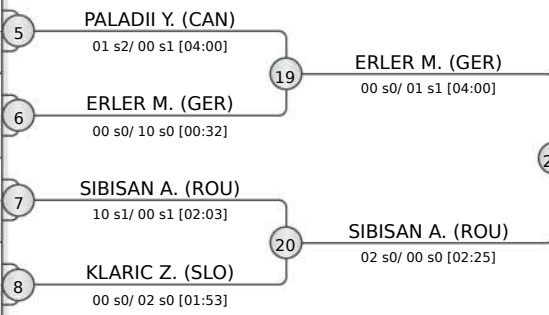 5
PALADII Y. (CAN)
01 s2/ 00 s1 [04:00]
19
ERLER M. (GER)
00 s0/ 01 s1 [04:00]
6
ERLER M. (GER)
00 s0/ 10 s0 [00:32]
7
SIBISAN A. (ROU)
10 s1/ 00 s1 [02:03]
20
SIBISAN A. (ROU)
02 s0/ 00 s0 [02:25]
8
KLARIC Z. (SLO)
00 s0/ 02 s0 [01:53]